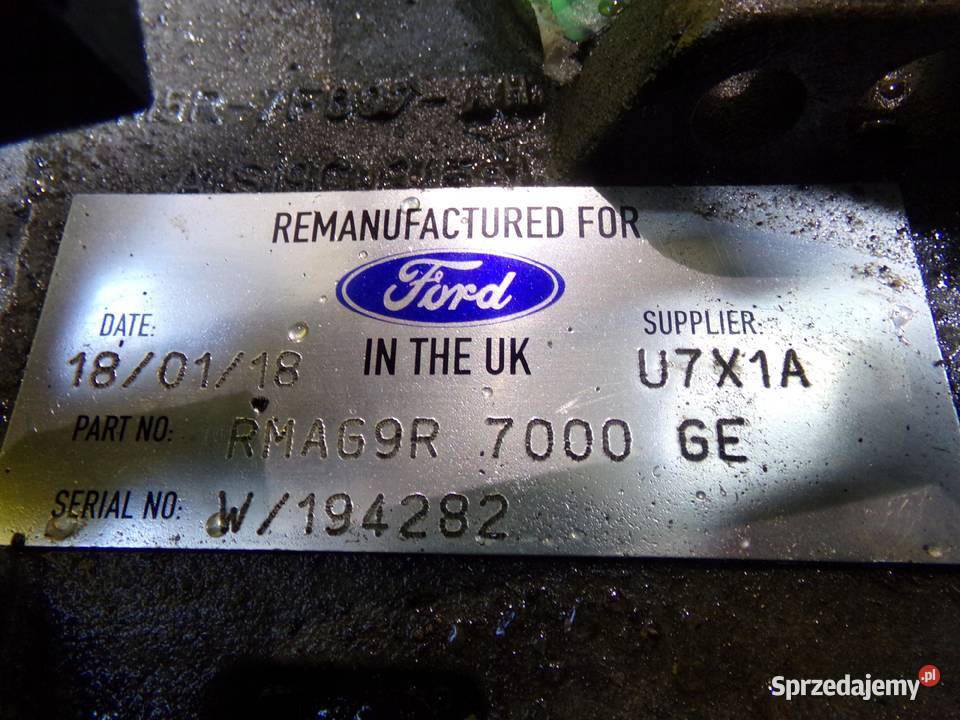 REMANUFACTURED FOR
Ford
IN THE UK
DATE:
18/01/18
SUPPLIER:
U7X1A
PART NO: RMAG9R 7000 GE
SERIAL NO: W/194282
Sprzedajemy.pl